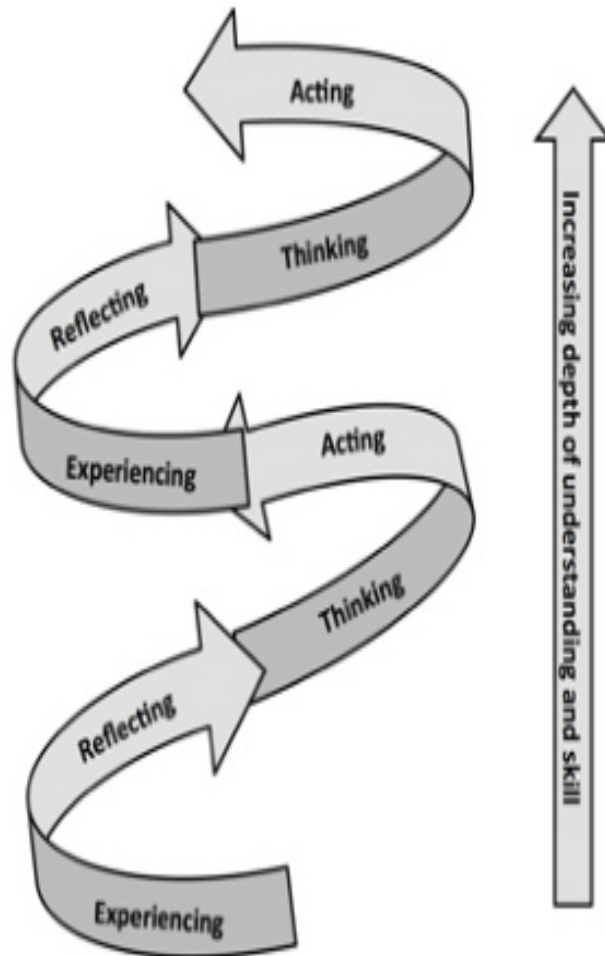 Acting
Thinking
Reflecting
Acting
Experiencing
Thinking
Reflecting
Experiencing
Increasing depth of understanding and skill